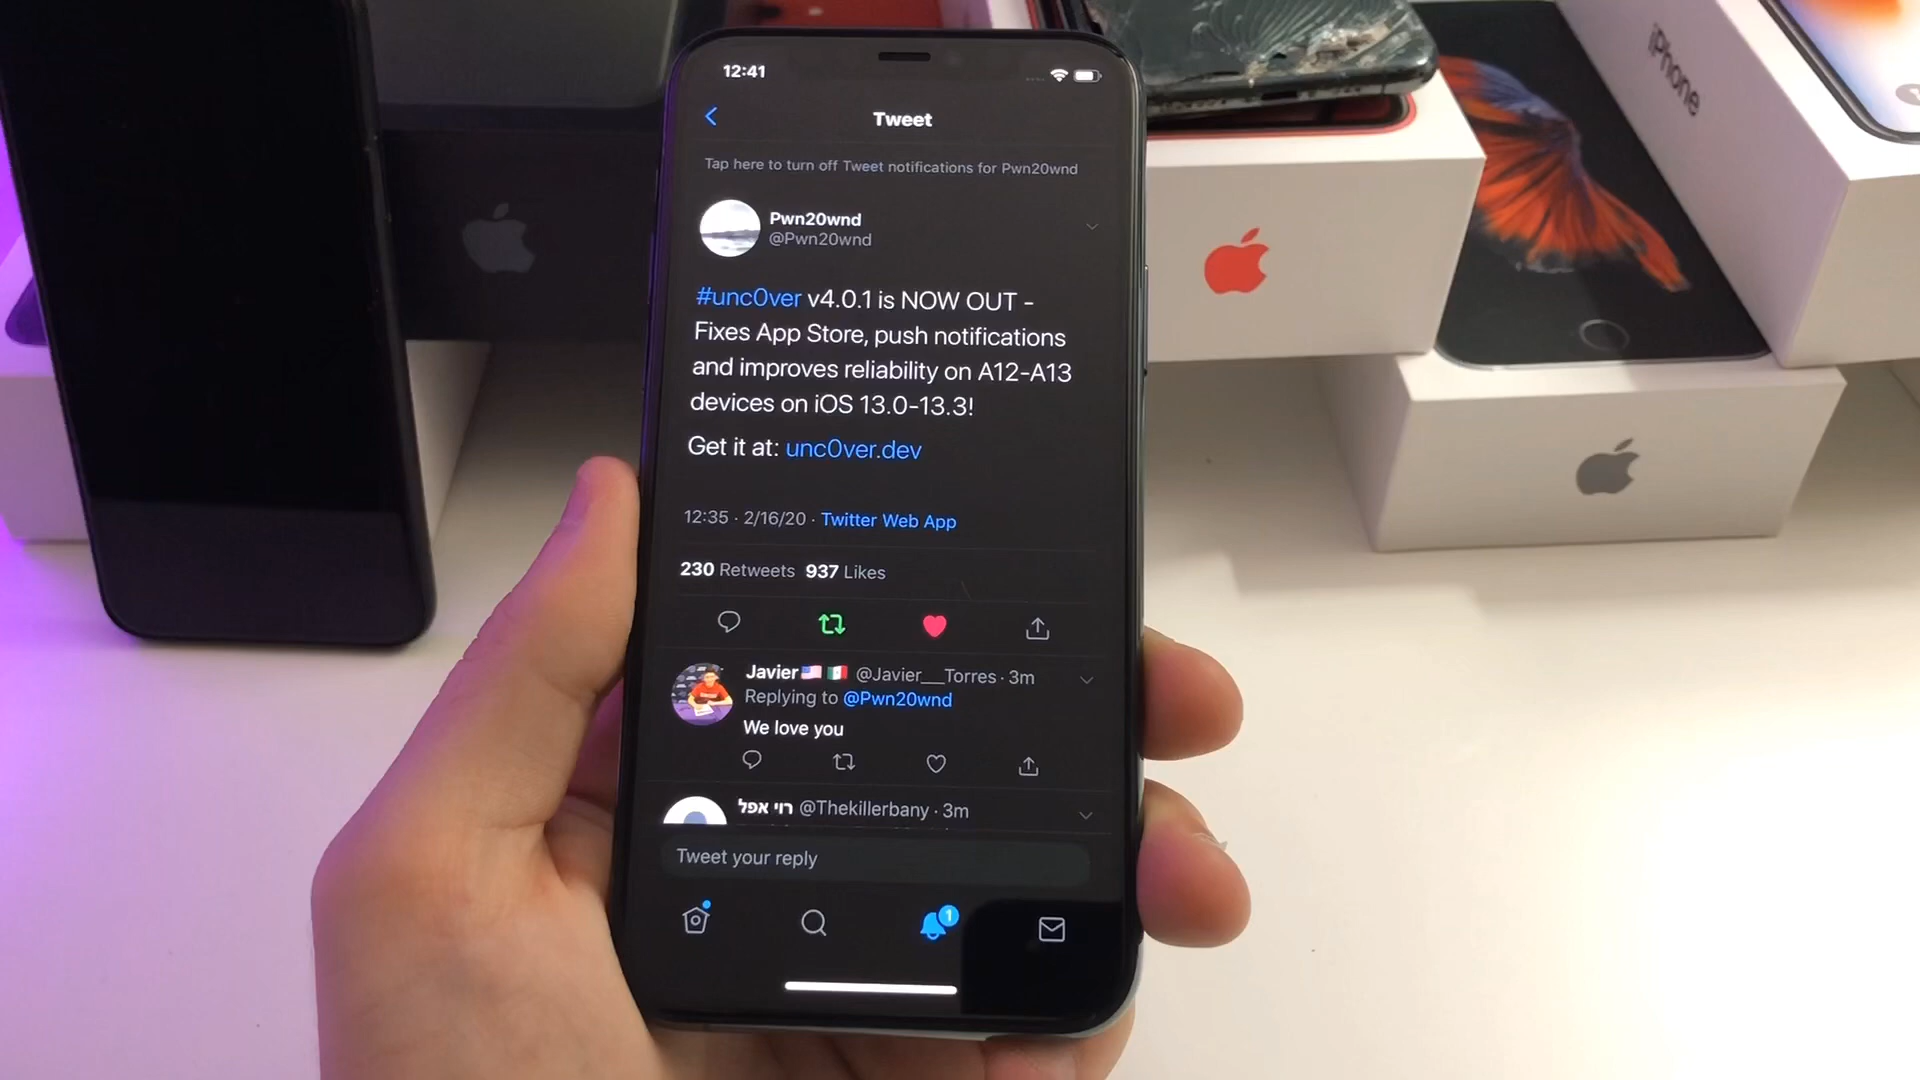 12:41
Tweet
Tap here to turn off Tweet notifications for Pwn20wnd
Pwn20wnd
@Pwn20wnd
#unc0ver v4.0.1 is NOW OUT -
Fixes App Store, push notifications
and improves reliability on A12-A13
devices on iOS 13.0-13.3!
Get it at: unc0ver.dev
12:35 · 2/16/20 · Twitter Web App
230 Retweets 937 Likes
Javier🇺🇸🇲🇽 @Javier__Torres · 3m
Replying to @Pwn20wnd
We love you
רוי אפל @Thekillerbany · 3m
Tweet your reply
1
iPhone